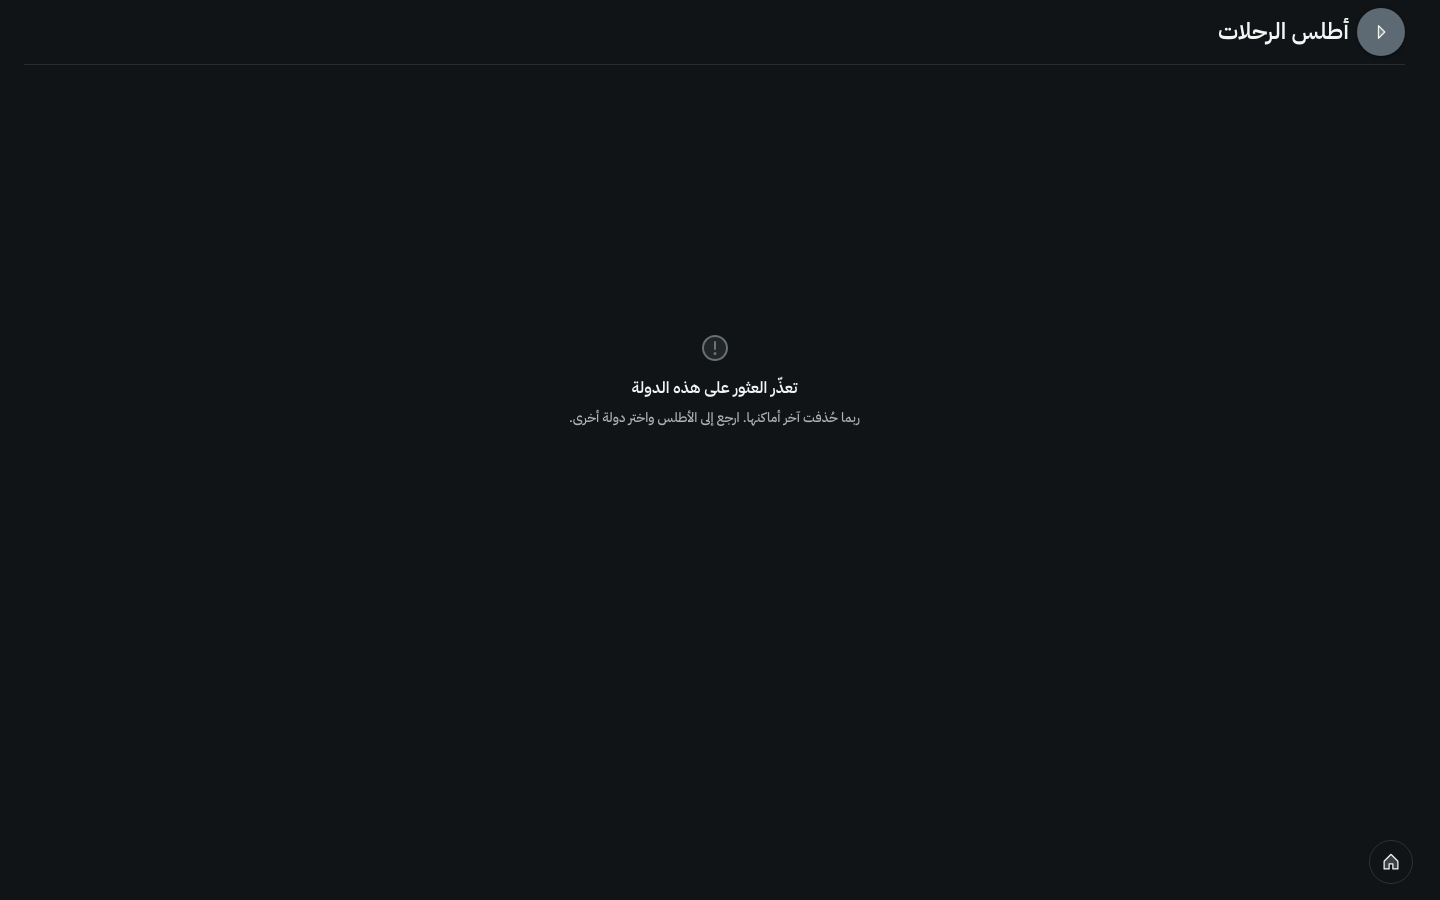 أطلس الرحلات
تعذّر العثور على هذه الدولة
ربما حُذفت آخر أماكنها. ارجع إلى الأطلس واختر دولة أخرى.